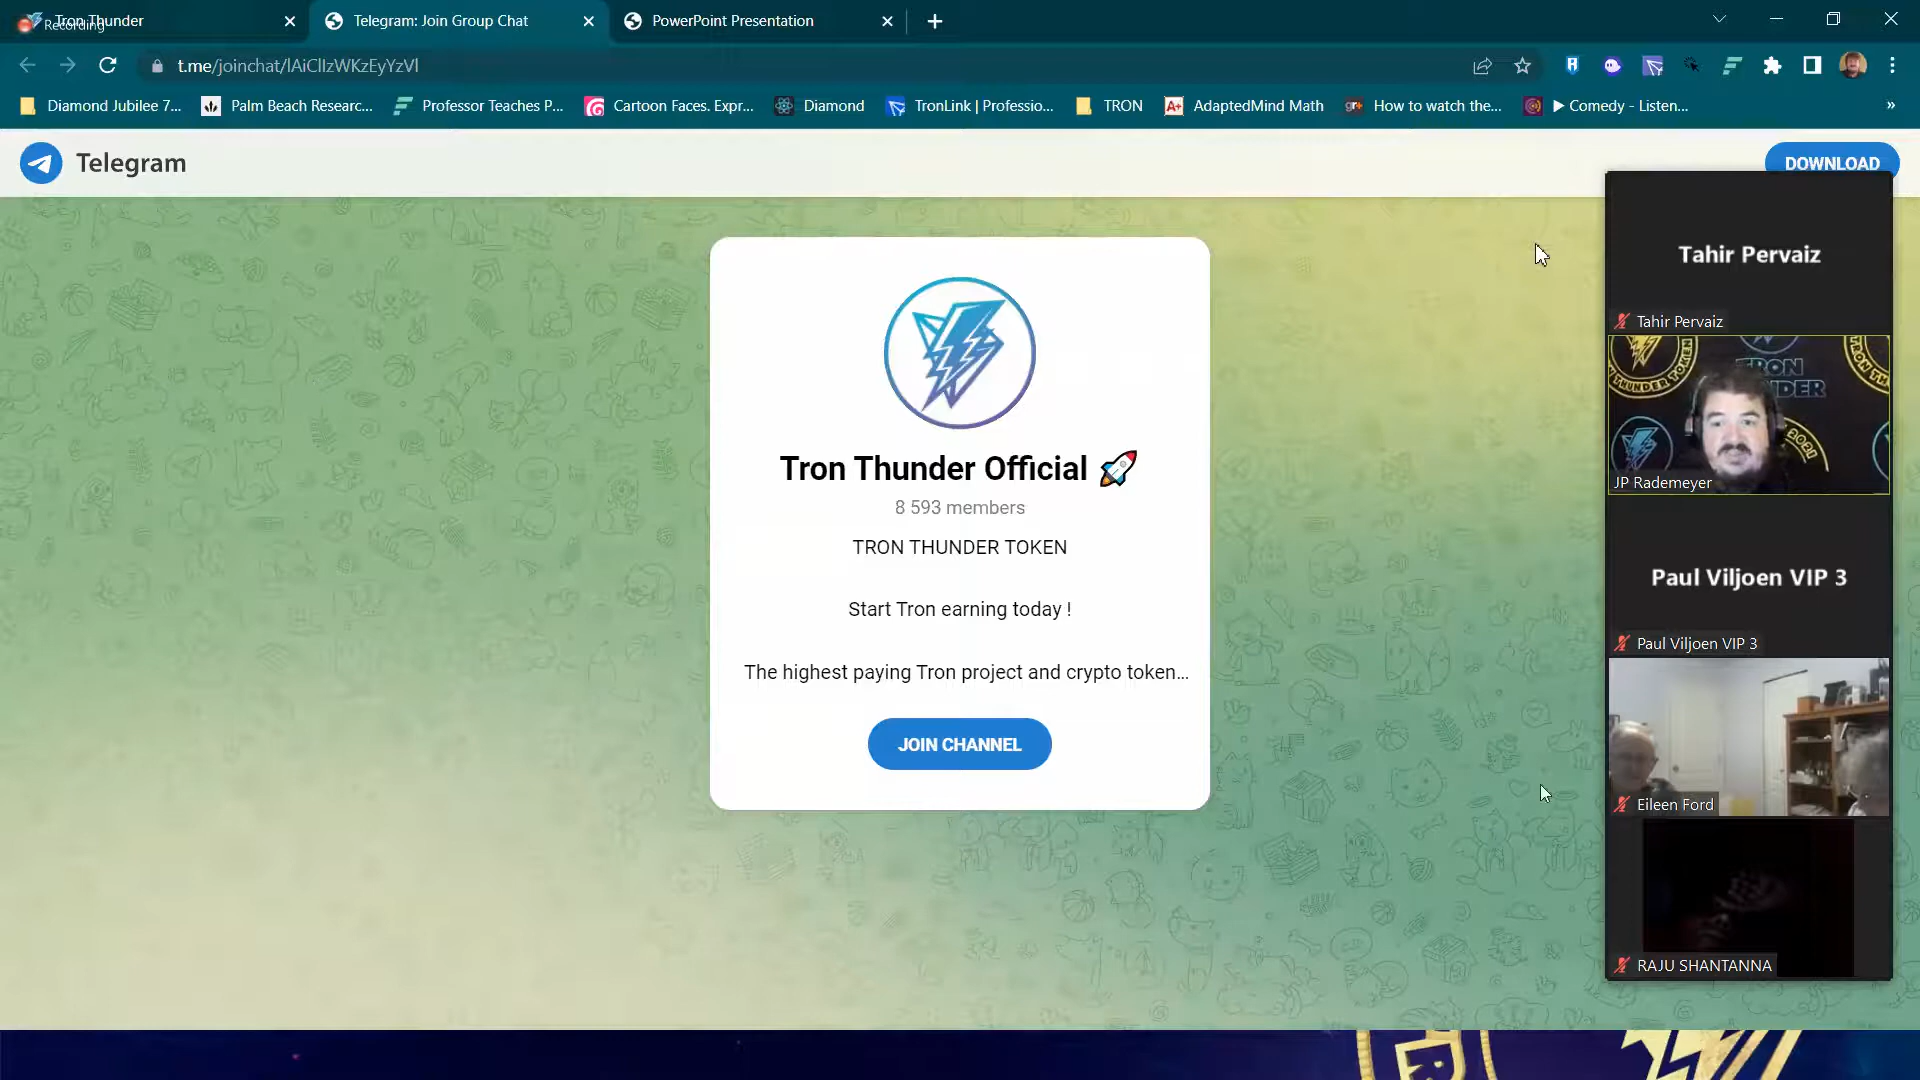 Recording
Tron Thunder
Telegram: Join Group Chat
PowerPoint Presentation
t.me/joinchat/lAiClIzWKzEyYzVl
Diamond Jubilee 7...
Palm Beach Researc...
Professor Teaches P...
Cartoon Faces. Expr...
Diamond
TronLink | Professio...
TRON
A+
AdaptedMind Math
gr+
How to watch the...
▶ Comedy - Listen...
»
Telegram
DOWNLOAD
Tron Thunder Official 🚀
8 593 members
TRON THUNDER TOKEN
Start Tron earning today !
The highest paying Tron project and crypto token...
JOIN CHANNEL
Tahir Pervaiz
Tahir Pervaiz
JP Rademeyer
Paul Viljoen VIP 3
Paul Viljoen VIP 3
Eileen Ford
RAJU SHANTANNA